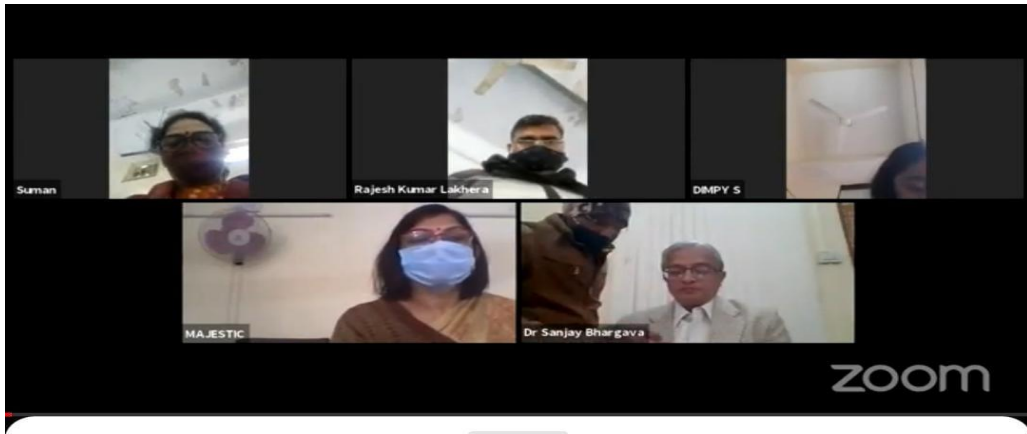 Suman
Rajesh Kumar Lakhera
DIMPY S
MAJESTIC
Dr Sanjay Bhargava
zoom